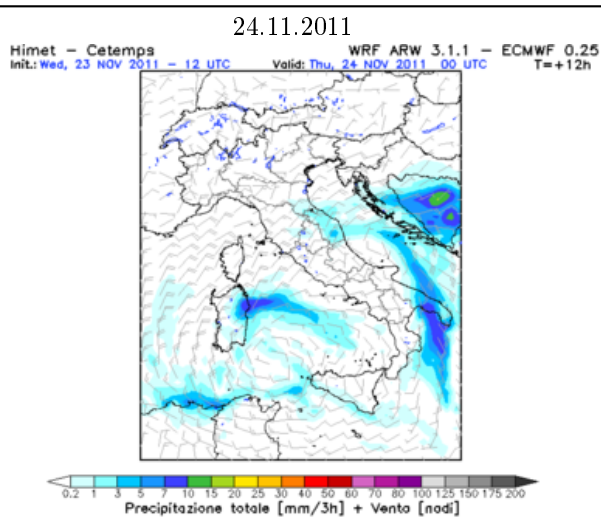 24.11.2011
Himet – Cetemps WRF ARW 3.1.1 – ECMWF 0.25
Init.: Wed, 23 NOV 2011 – 12 UTC Valid: Thu, 24 NOV 2011 00 UTC T=+12h
0.2 1 3 5 7 10 15 20 25 30 40 50 60 70 80 100 125 150 175 200
Precipitazione totale [mm/3h] + Vento [nodi]